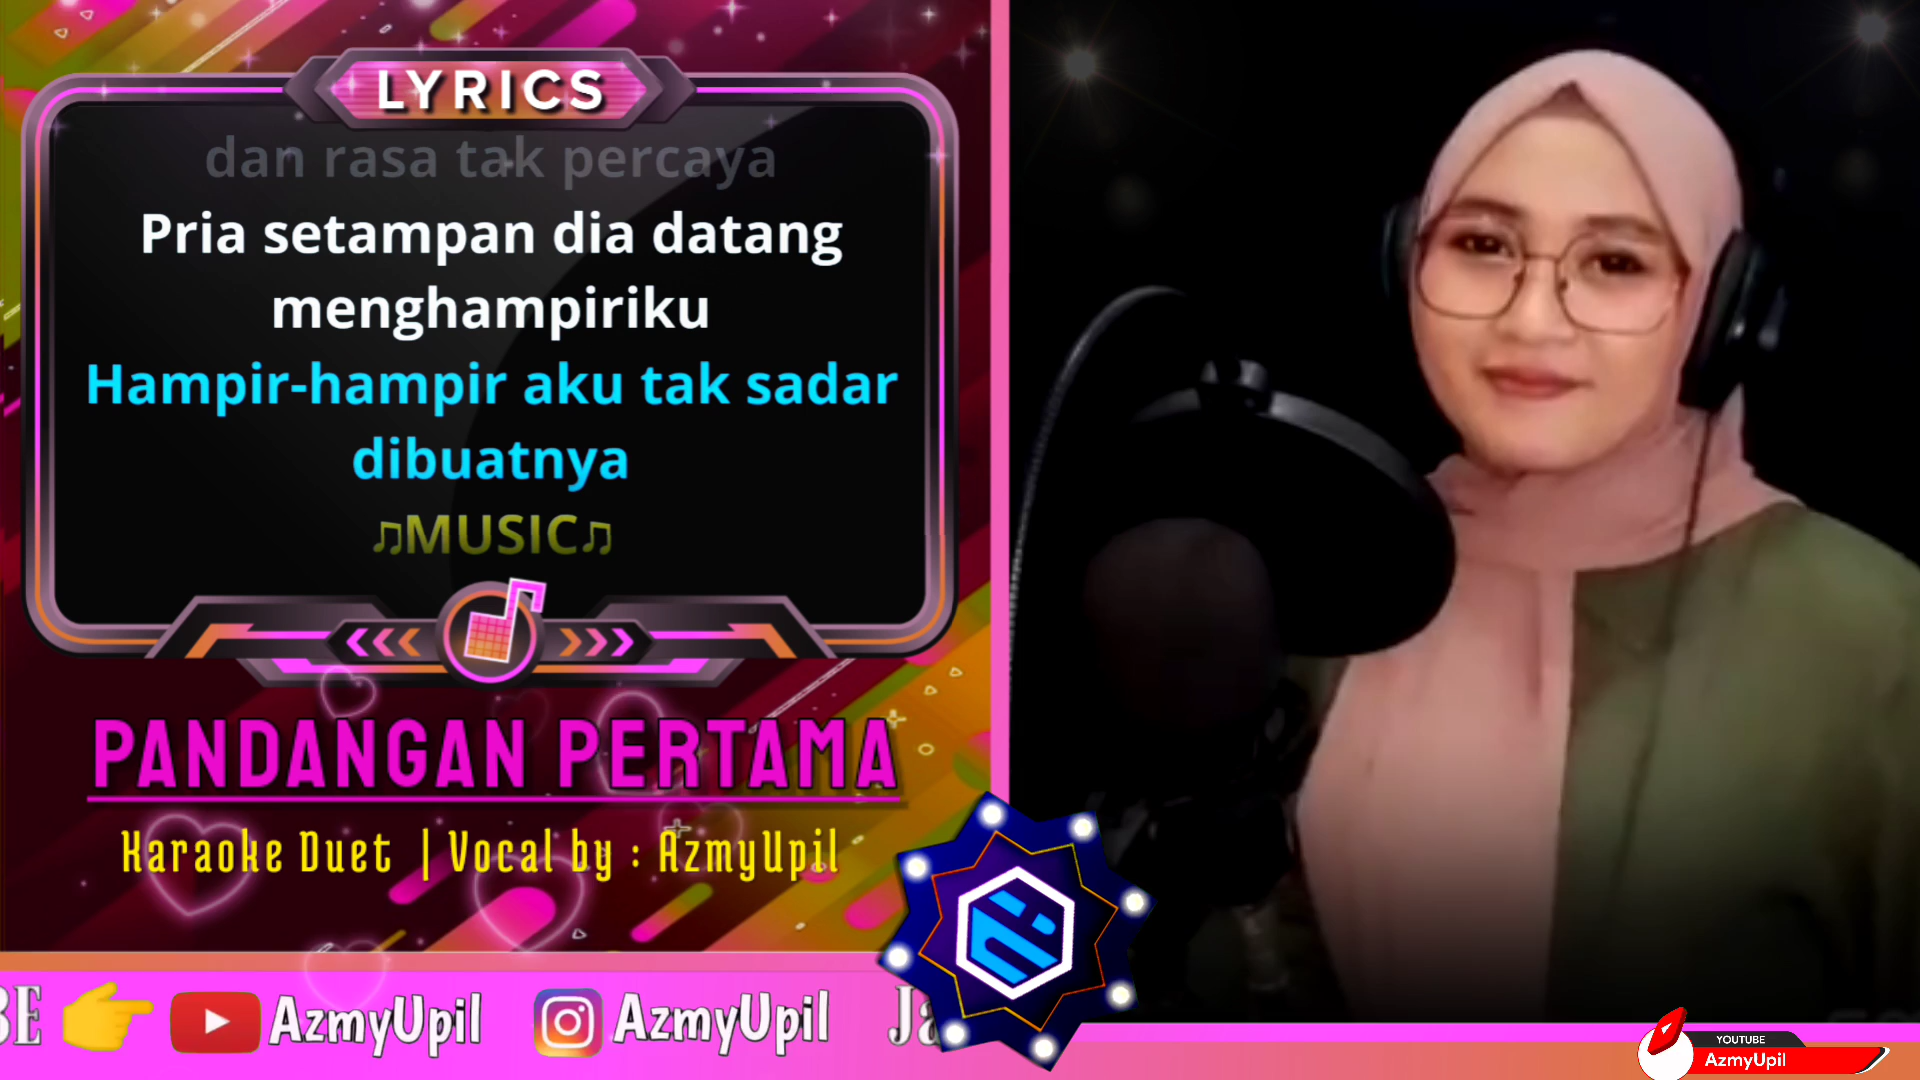 LYRICS
dan rasa tak percaya
Pria setampan dia datang
menghampiriku
Hampir-hampir aku tak sadar
dibuatnya
♫MUSIC♫
PANDANGAN PERTAMA
Karaoke Duet | Vocal by : AzmyUpil
BE 👉 AzmyUpil AzmyUpil
YOUTUBE
AzmyUpil